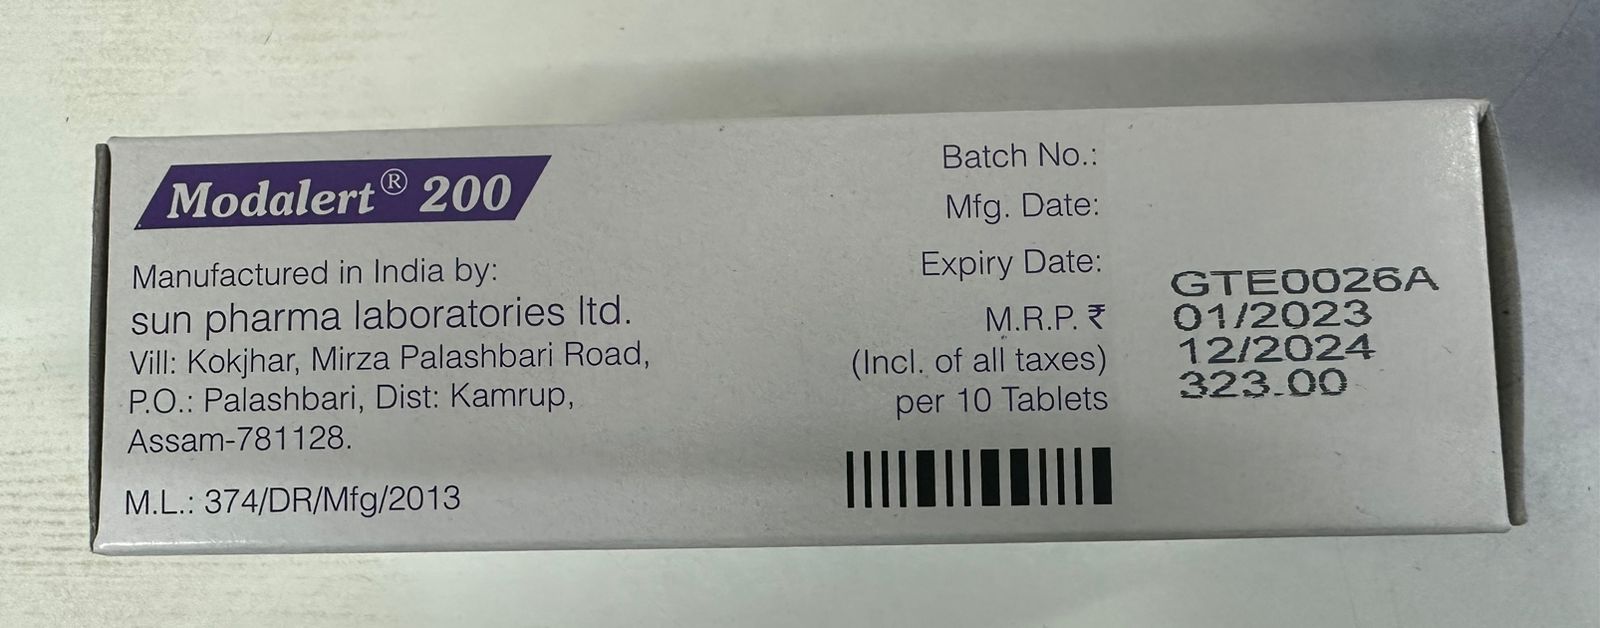 Modalert® 200
Manufactured in India by:
sun pharma laboratories ltd.
Vill: Kokjhar, Mirza Palashbari Road,
P.O.: Palashbari, Dist: Kamrup,
Assam-781128.
M.L.: 374/DR/Mfg/2013
Batch No.:
Mfg. Date:
Expiry Date:
M.R.P. ₹
(Incl. of all taxes)
per 10 Tablets
GTE0026A
01/2023
12/2024
323.00